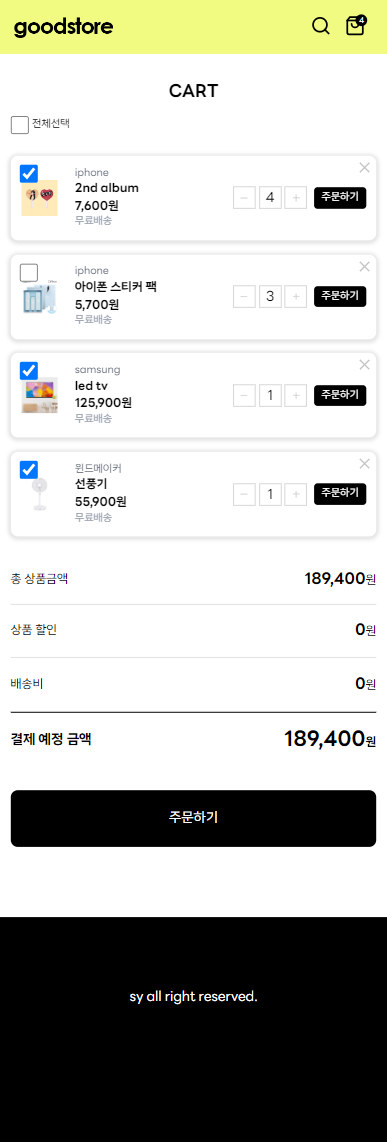 goodstore
4
CART
전체선택
iphone
2nd album
7,600원
무료배송
4
주문하기
iphone
아이폰 스티커 팩
5,700원
무료배송
3
주문하기
samsung
led tv
125,900원
무료배송
1
주문하기
윈드메이커
선풍기
55,900원
무료배송
1
주문하기
총 상품금액 189,400원
상품 할인 0원
배송비 0원
결제 예정 금액 189,400원
주문하기
sy all right reserved.